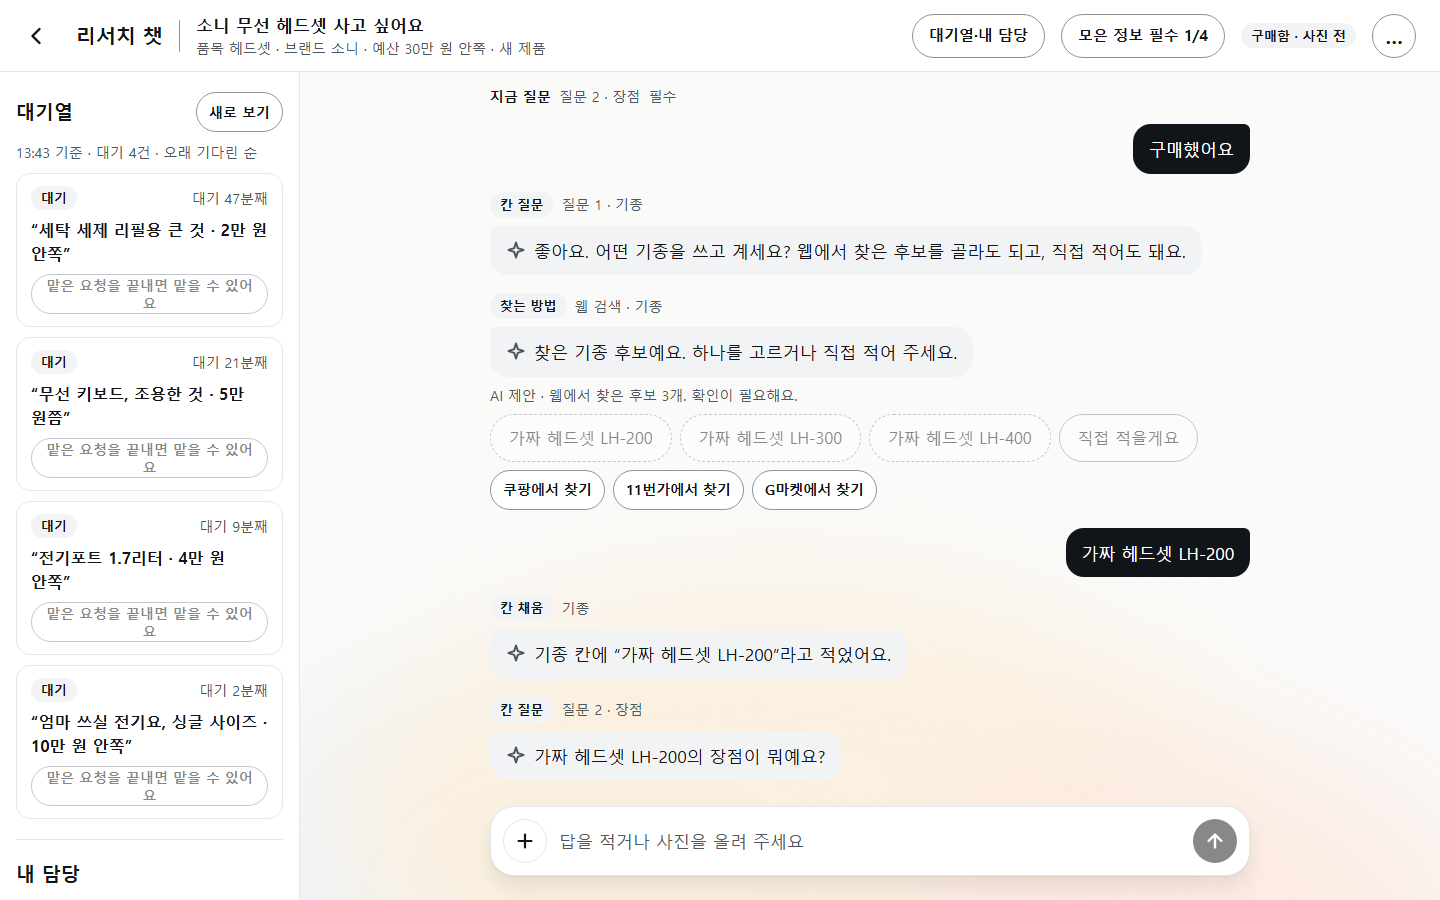 리서치 챗
소니 무선 헤드셋 사고 싶어요
품목 헤드셋 · 브랜드 소니 · 예산 30만 원 안쪽 · 새 제품
대기열·내 담당
모은 정보 필수 1/4
구매함 · 사진 전
...
대기열
새로 보기
13:43 기준 · 대기 4건 · 오래 기다린 순
대기
대기 47분째
“세탁 세제 리필용 큰 것 · 2만 원
안쪽”
맡은 요청을 끝내면 맡을 수 있어
요
대기
대기 21분째
“무선 키보드, 조용한 것 · 5만
원쯤”
맡은 요청을 끝내면 맡을 수 있어
요
대기
대기 9분째
“전기포트 1.7리터 · 4만 원
안쪽”
맡은 요청을 끝내면 맡을 수 있어
요
대기
대기 2분째
“엄마 쓰실 전기요, 싱글 사이즈 ·
10만 원 안쪽”
맡은 요청을 끝내면 맡을 수 있어
요
내 담당
지금 질문 질문 2 · 장점 필수
구매했어요
칸 질문 질문 1 · 기종
좋아요. 어떤 기종을 쓰고 계세요? 웹에서 찾은 후보를 골라도 되고, 직접 적어도 돼요.
찾는 방법 웹 검색 · 기종
찾은 기종 후보예요. 하나를 고르거나 직접 적어 주세요.
AI 제안 · 웹에서 찾은 후보 3개. 확인이 필요해요.
가짜 헤드셋 LH-200
가짜 헤드셋 LH-300
가짜 헤드셋 LH-400
직접 적을게요
쿠팡에서 찾기
11번가에서 찾기
G마켓에서 찾기
가짜 헤드셋 LH-200
칸 채움 기종
기종 칸에 “가짜 헤드셋 LH-200”라고 적었어요.
칸 질문 질문 2 · 장점
가짜 헤드셋 LH-200의 장점이 뭐예요?
답을 적거나 사진을 올려 주세요